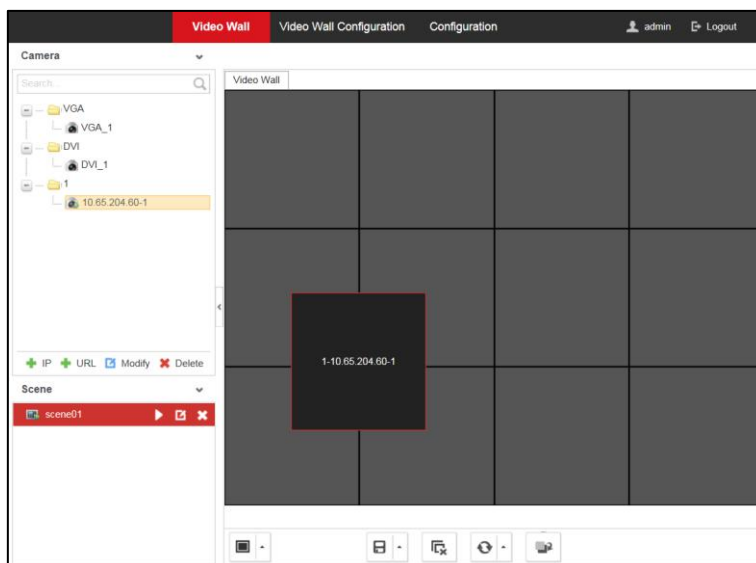 Video Wall Video Wall Configuration Configuration admin Logout
Camera
Search...
VGA
VGA_1
DVI
DVI_1
1
10.65.204.60-1
IP URL Modify Delete
Scene
scene01
Video Wall
1-10.65.204.60-1
2